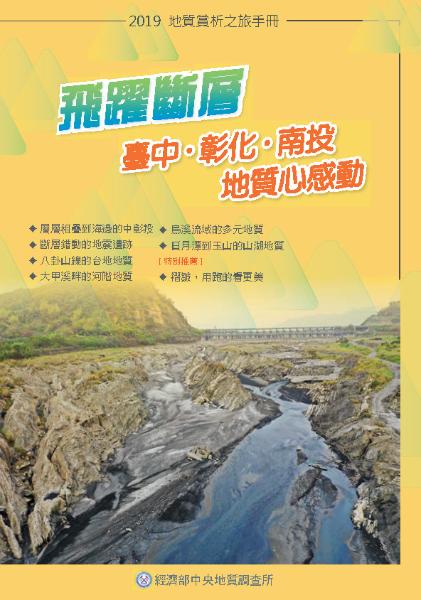 2019 地質賞析之旅手冊
飛躍斷層
臺中·彰化·南投
地質心感動
◆ 層層相疊到海邊的中彰投
◆ 斷層錯動的地震遺跡
◆ 八卦山錄的台地地質
◆ 大甲溪畔的河階地質
◆ 烏溪流域的多元地質
◆ 日月潭到玉山的山湖地質
[ 特別推薦 ]
◆ 褶皺，用跑的看更美
經濟部中央地質調查所